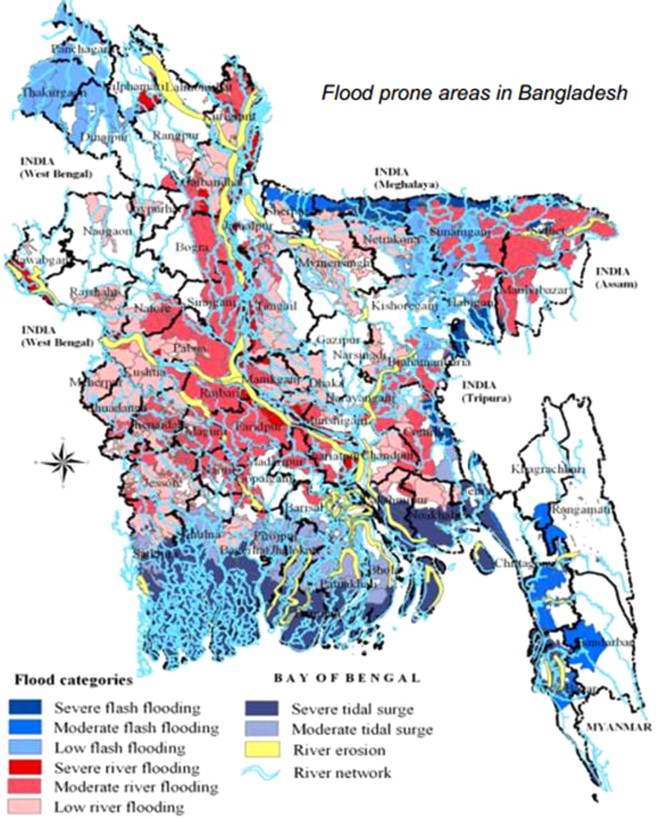 Panchagarh
Flood prone areas in Bangladesh
Thakurgaon
Nilphamari
Lalmonirhat
Kurigram
Dinajpur
Rangpur
INDIA
(West Bengal)
INDIA
(Meghalaya)
Gaibandha
Joypurhat
Sherpur
Naogaon
Jamalpur
Netrakona
Sunamganj
Sylhet
Bogra
Mymensingh
INDIA
(Assam)
Rajshahi
Natore
Sirajganj
Tangail
Kishoreganj
Habiganj
Maulvibazar
INDIA
(West Bengal)
Gazipur
Pabna
Narsingdi
Brahamanbaria
Kushtia
Meherpur
Manikganj
Dhaka
INDIA
(Tripura)
Rajbari
Narayanganj
Chuadanga
Jhenaidah
Magura
Faridpur
Munshiganj
Comilla
Khagrachhari
Madaripur
Shariatpur
Chandpur
Narail
Gopalganj
Jessore
Feni
Rangamati
Barisal
Noakhali
Khulna
Pirojpur
Satkhira
Bagerhat
Jhalokati
Chittagong
Bhola
Patuakhali
Bandarban
Flood categories
BAY OF BENGAL
Severe flash flooding
Moderate flash flooding
Low flash flooding
Severe river flooding
Moderate river flooding
Low river flooding
Severe tidal surge
Moderate tidal surge
River erosion
River network
MYANMAR